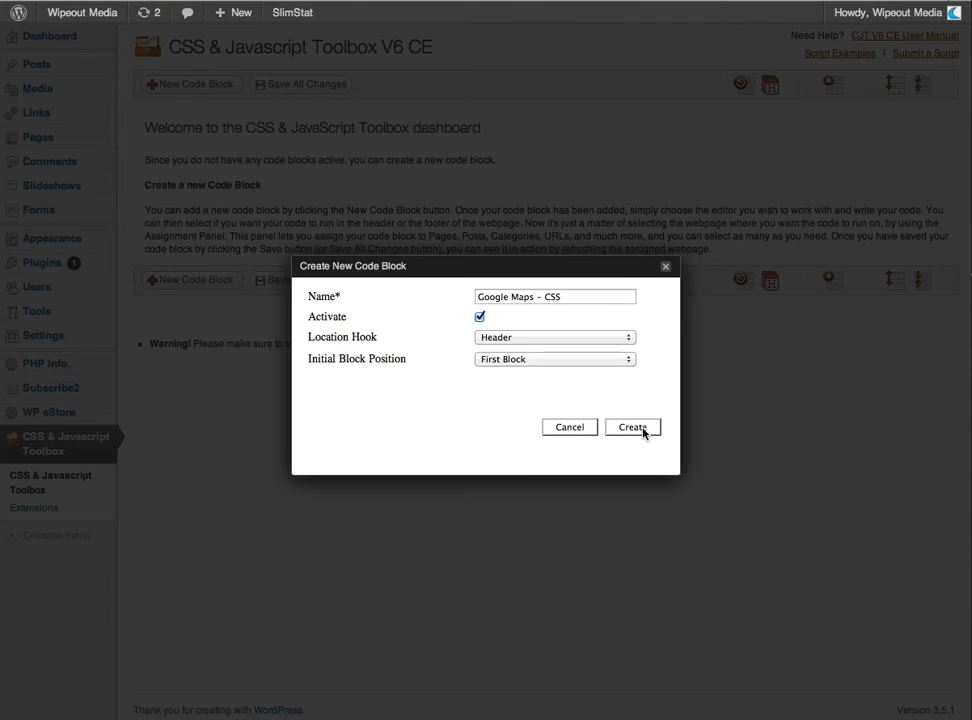 Wipeout Media 2 New SlimStat Howdy, Wipeout Media
Dashboard
Posts
Media
Links
Pages
Comments
Slideshows
Forms
Appearance
Plugins 1
Users
Tools
Settings
PHP Info.
Subscribe2
WP eStore
CSS & Javascript
Toolbox
CSS & Javascript
Toolbox
Extensions
Collapse menu
CSS & Javascript Toolbox V6 CE
Need Help? CJT V6 CE User Manual
Script Examples | Submit a Script
New Code Block Save All Changes
Welcome to the CSS & JavaScript Toolbox dashboard
Since you do not have any code blocks active, you can create a new code block.
Create a new Code Block
You can add a new code block by clicking the New Code Block button. Once your code block has been added, simply choose the editor you wish to work with and write your code. You
can then select if you want your code to run in the header or the footer of the webpage. Now it's just a matter of selecting the webpage where you want the code to run on, by using the
Assignment Panel. This panel lets you assign your code block to Pages, Posts, Categories, URLs, and much more, and you can select as many as you need. Once you have saved your
code block by clicking the Save button (or Save All Changes button), you can see it in action by refreshing the assigned webpage.
New Code Block
Warning! Please make sure to
Create New Code Block
Name* Google Maps - CSS
Activate
Location Hook Header
Initial Block Position First Block
Cancel Create
Thank you for creating with WordPress. Version 3.5.1